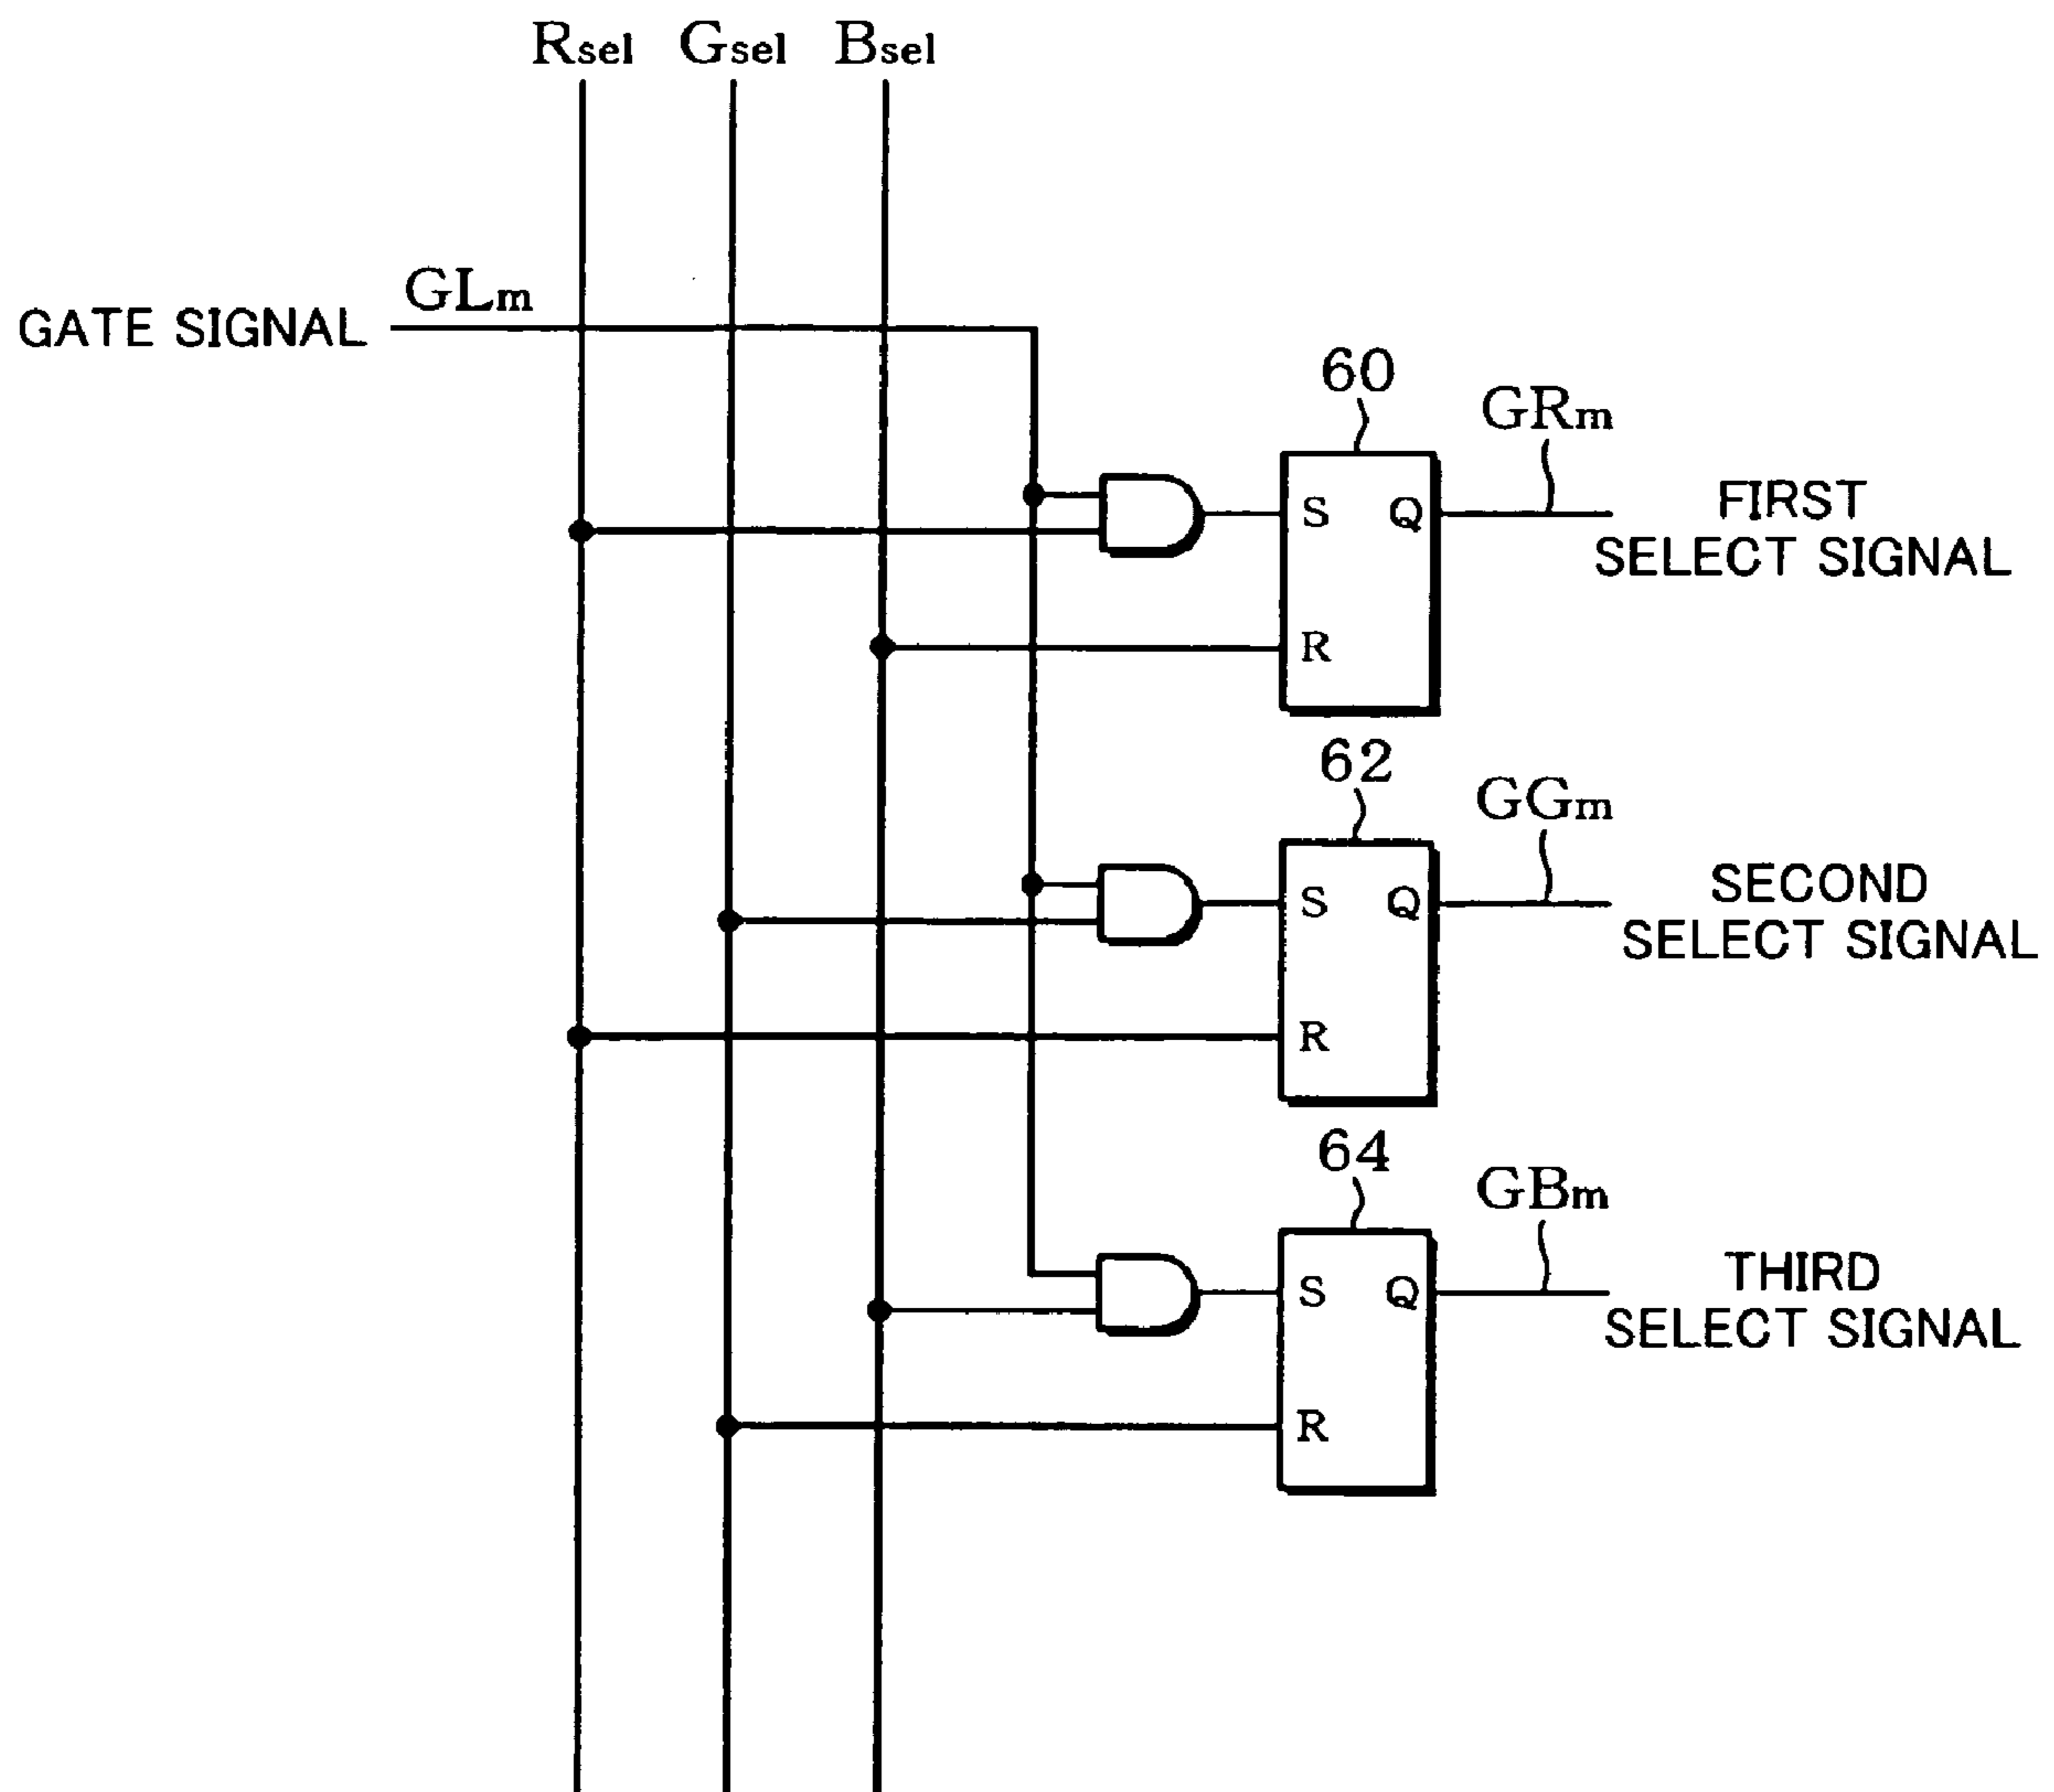 Rsel Gsel Bsel
GLm
GATE SIGNAL
60
GRm
S Q
FIRST
SELECT SIGNAL
R
62
GGm
S Q
SECOND
SELECT SIGNAL
R
64
GBm
S Q
THIRD
SELECT SIGNAL
R